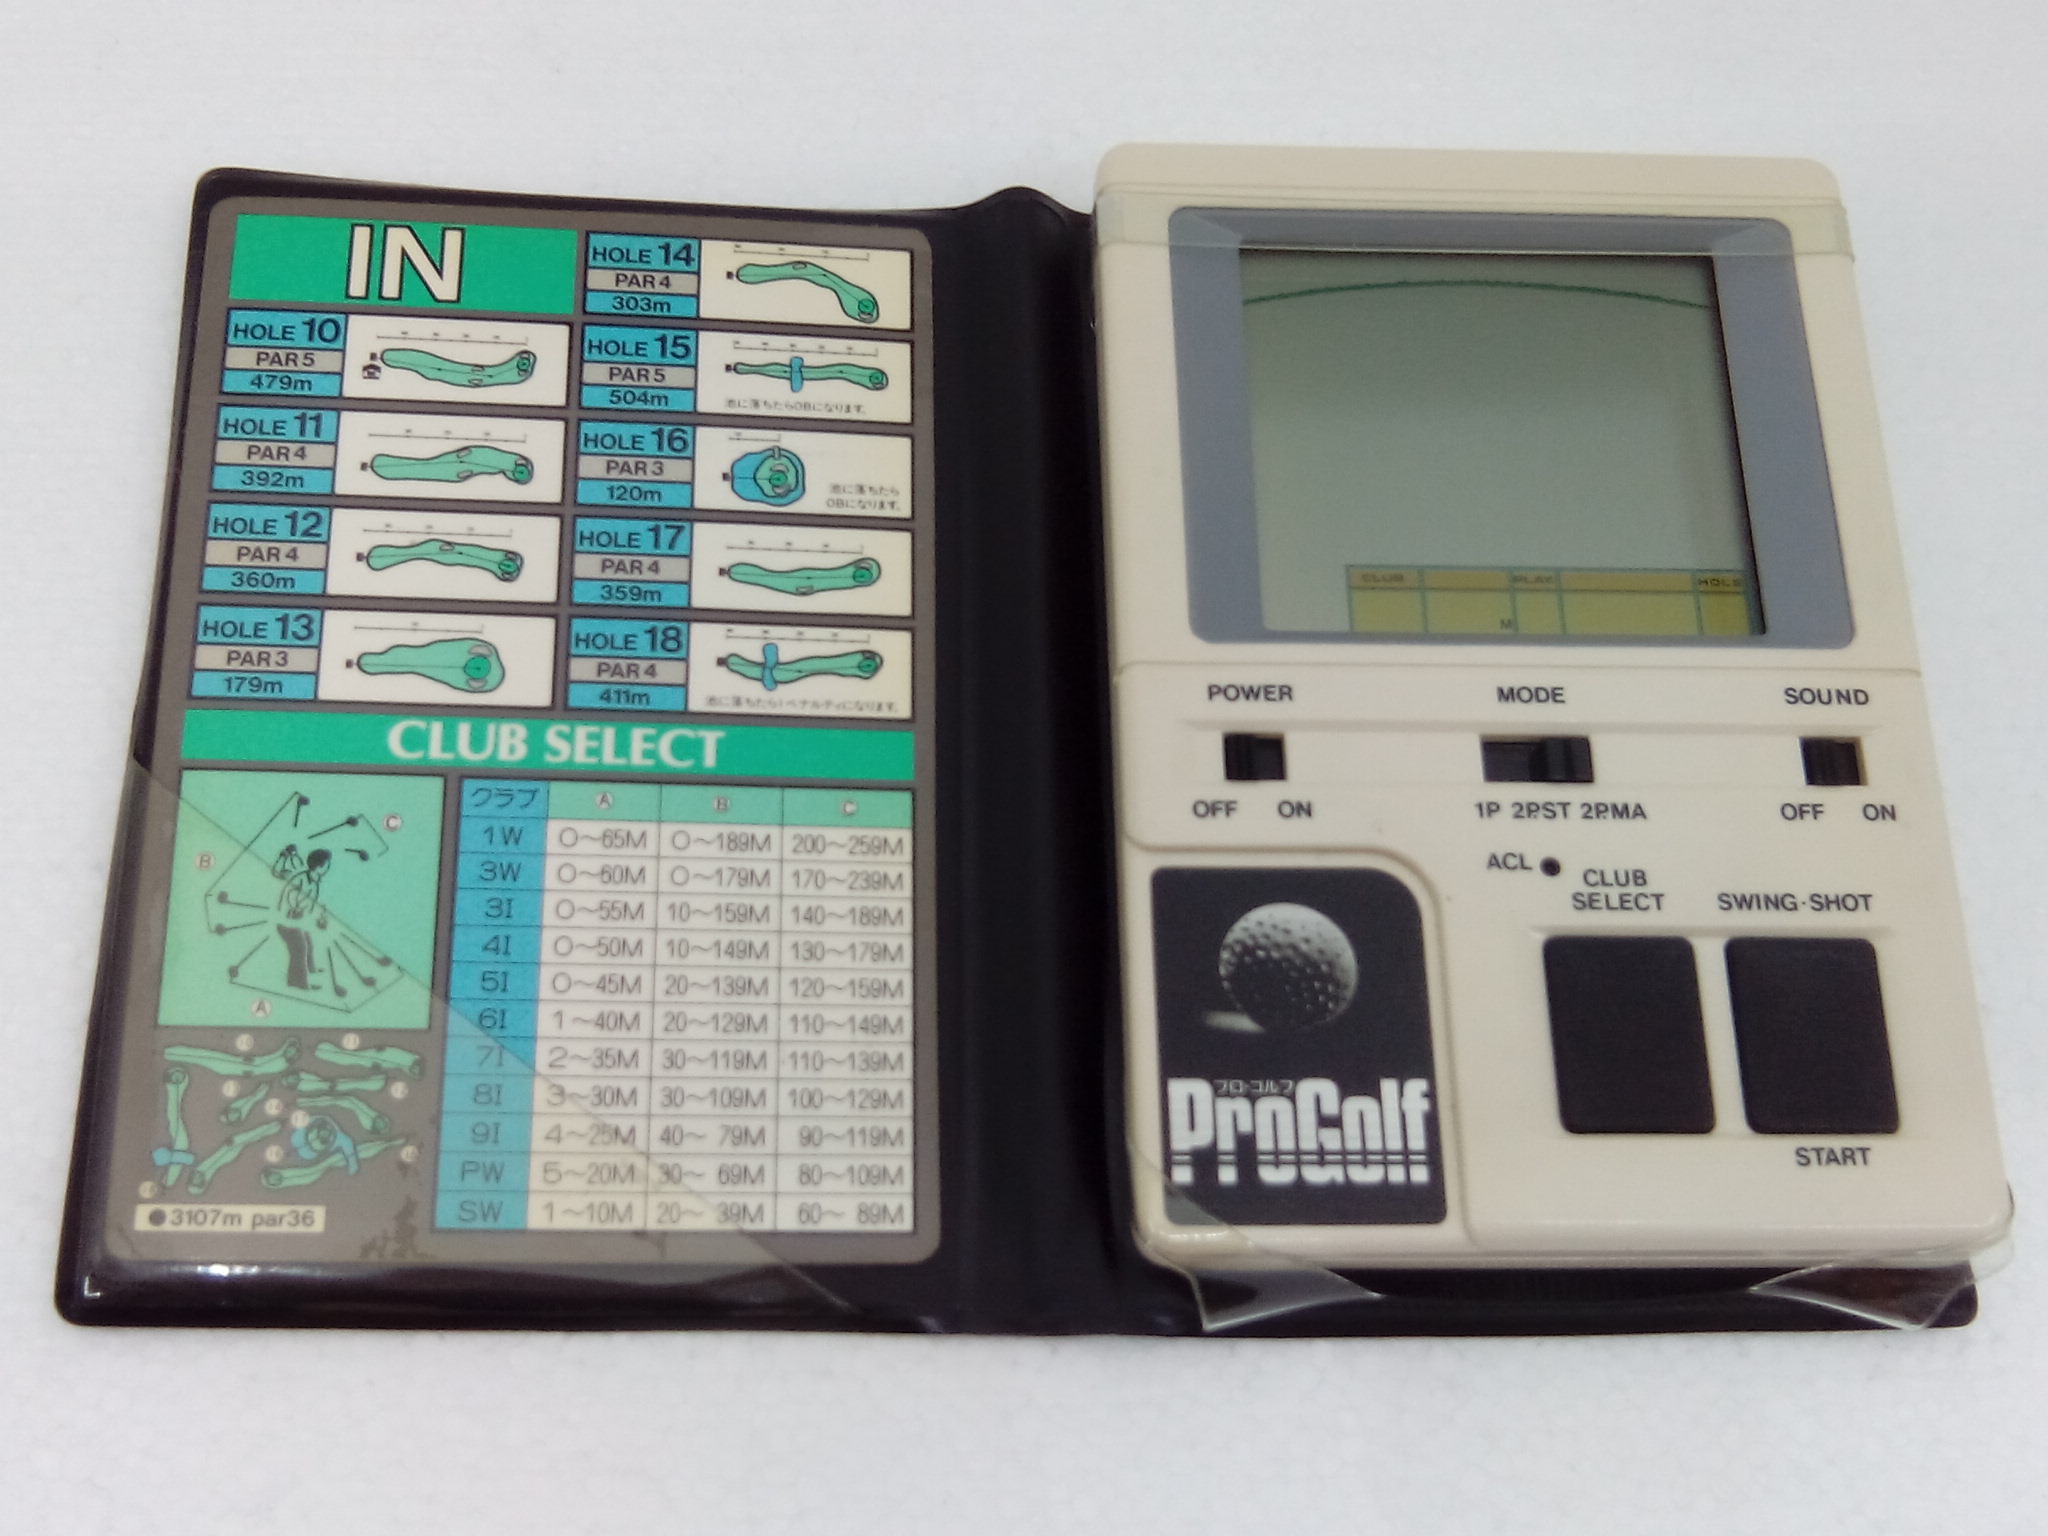 IN
HOLE 10
PAR 5
479m
HOLE 11
PAR 4
392m
HOLE 12
PAR 4
360m
HOLE 13
PAR 3
179m
HOLE 14
PAR 4
303m
HOLE 15
PAR 5
504m
池に落ちたらOBになります。
HOLE 16
PAR 3
120m
池に落ちたら
OBになります。
HOLE 17
PAR 4
359m
HOLE 18
PAR 4
411m
池に落ちたら1ペナルティになります。
CLUB SELECT
B
C
A
クラブ A B C
1W 0〜65M 0〜189M 200〜259M
3W 0〜60M 0〜179M 170〜239M
3I 0〜55M 10〜159M 140〜189M
4I 0〜50M 10〜149M 130〜179M
5I 0〜45M 20〜139M 120〜159M
6I 1〜40M 20〜129M 110〜149M
7I 2〜35M 30〜119M 110〜139M
8I 3〜30M 30〜109M 100〜129M
9I 4〜25M 40〜 79M 90〜119M
PW 5〜20M 30〜 69M 80〜109M
SW 1〜10M 20〜 39M 60〜 89M
●3107m par36
CLUB PLAY HOLE
M
POWER MODE SOUND
OFF ON 1P 2P.ST 2P.MA OFF ON
ACL
CLUB
SELECT
SWING·SHOT
START
プロ・ゴルフ
ProGolf